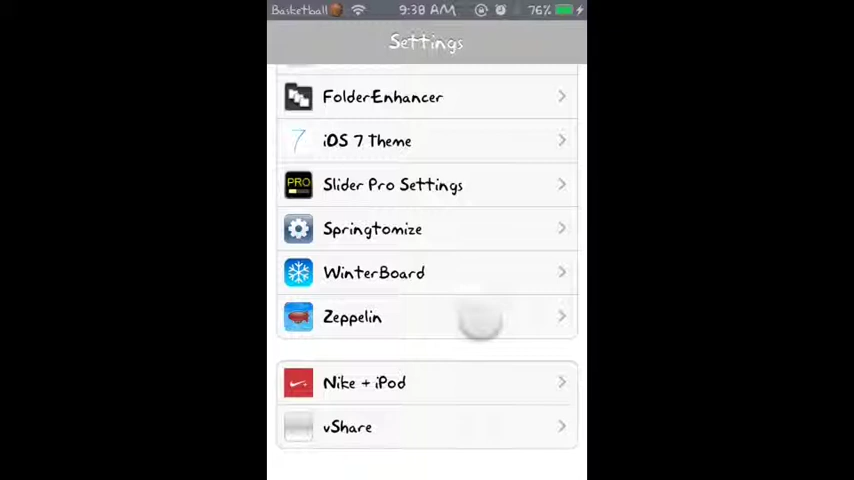 Basketball🏀 9:38 AM 76%
Settings
FolderEnhancer
7 iOS 7 Theme
PRO Slider Pro Settings
Springtomize
WinterBoard
Zeppelin
Nike + iPod
vShare